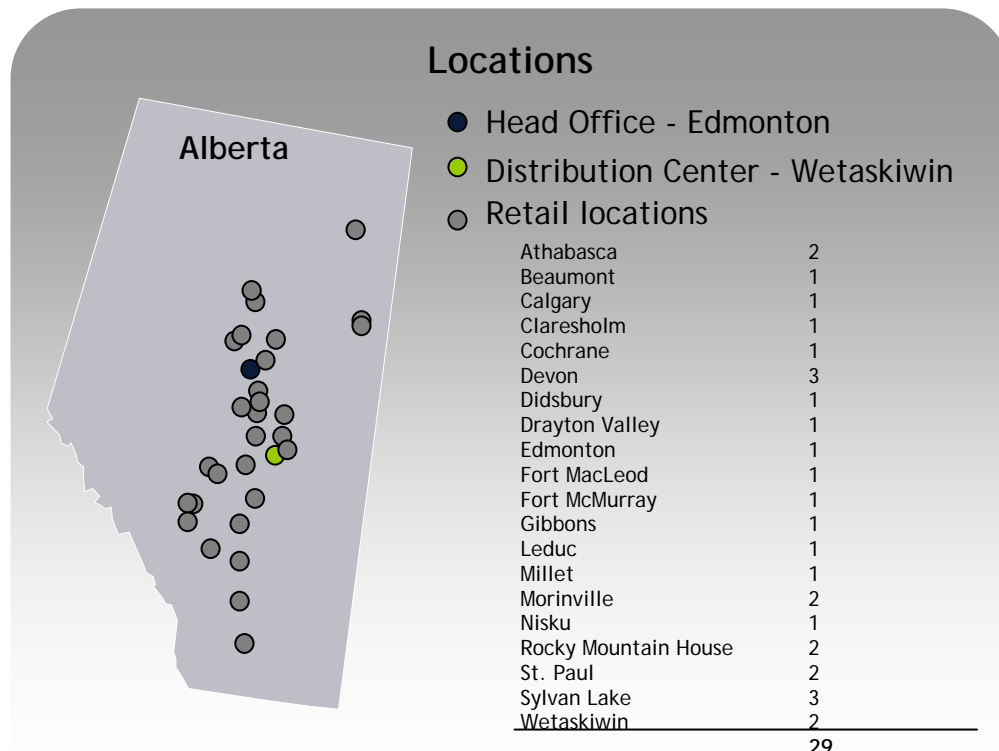 Locations
Alberta
Head Office - Edmonton
Distribution Center - Wetaskiwin
Retail locations
Athabasca 2
Beaumont 1
Calgary 1
Claresholm 1
Cochrane 1
Devon 3
Didsbury 1
Drayton Valley 1
Edmonton 1
Fort MacLeod 1
Fort McMurray 1
Gibbons 1
Leduc 1
Millet 1
Morinville 2
Nisku 1
Rocky Mountain House 2
St. Paul 2
Sylvan Lake 3
Wetaskiwin 2
29